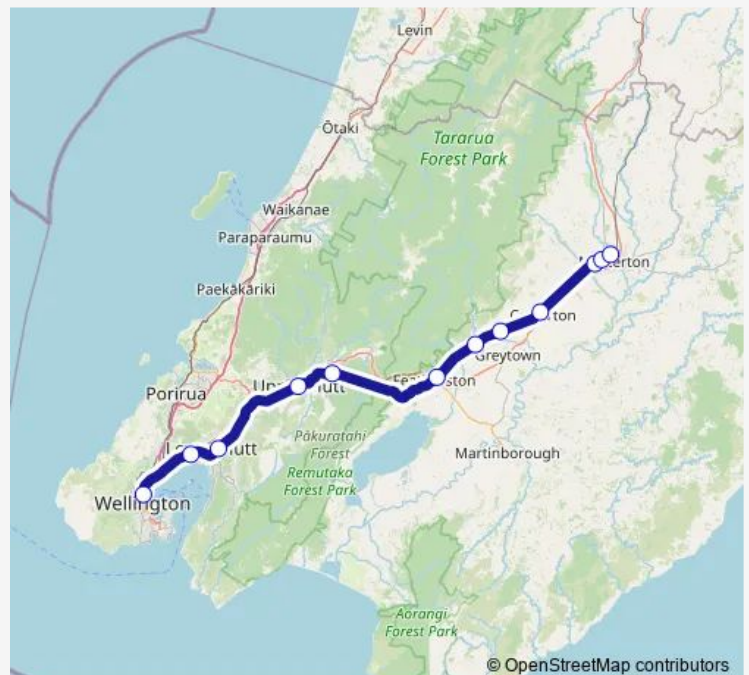 Levin
Ōtaki
Tararua
Forest Park
Waikanae
Paraparaumu
Paekākāriki
Greytown
Porirua
Pākuratahi
Forest
Martinborough
Remutaka
Forest Park
Wellington
Aorangi
Forest Park
© OpenStreetMap contributors